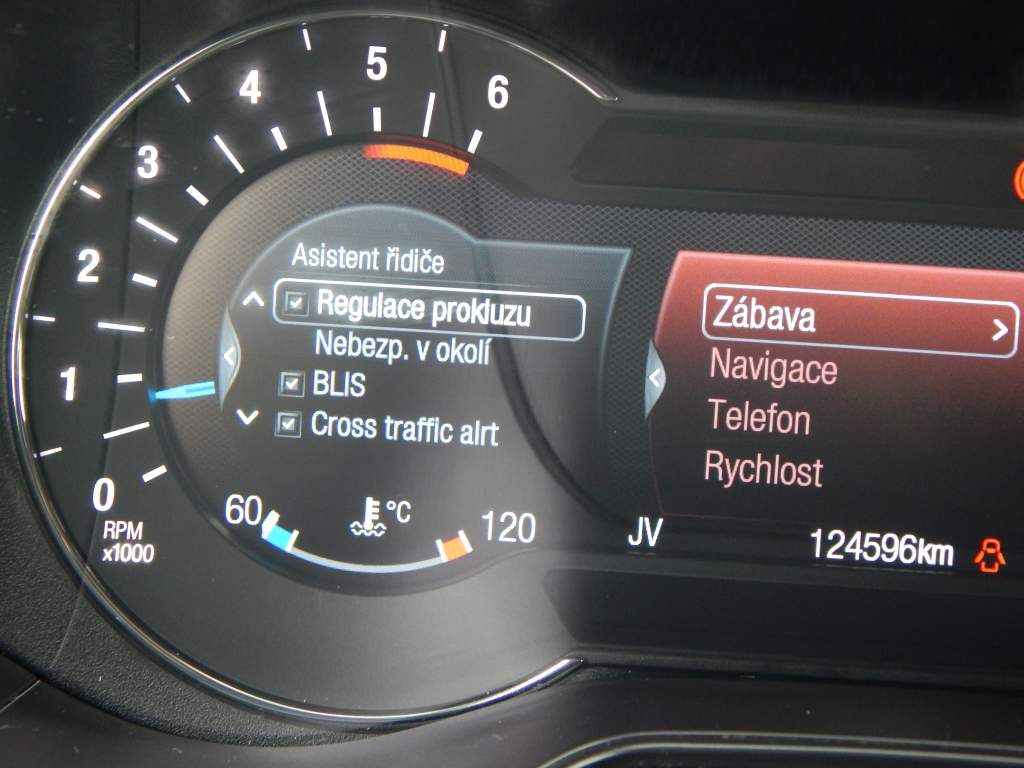 6
5
4
3
2
1
0
RPM
x1000
Asistent řidiče
Regulace prokluzu
Nebezp. v okolí
BLIS
Cross traffic alrt
60
°C
120
Zábava
Navigace
Telefon
Rychlost
JV
124596km